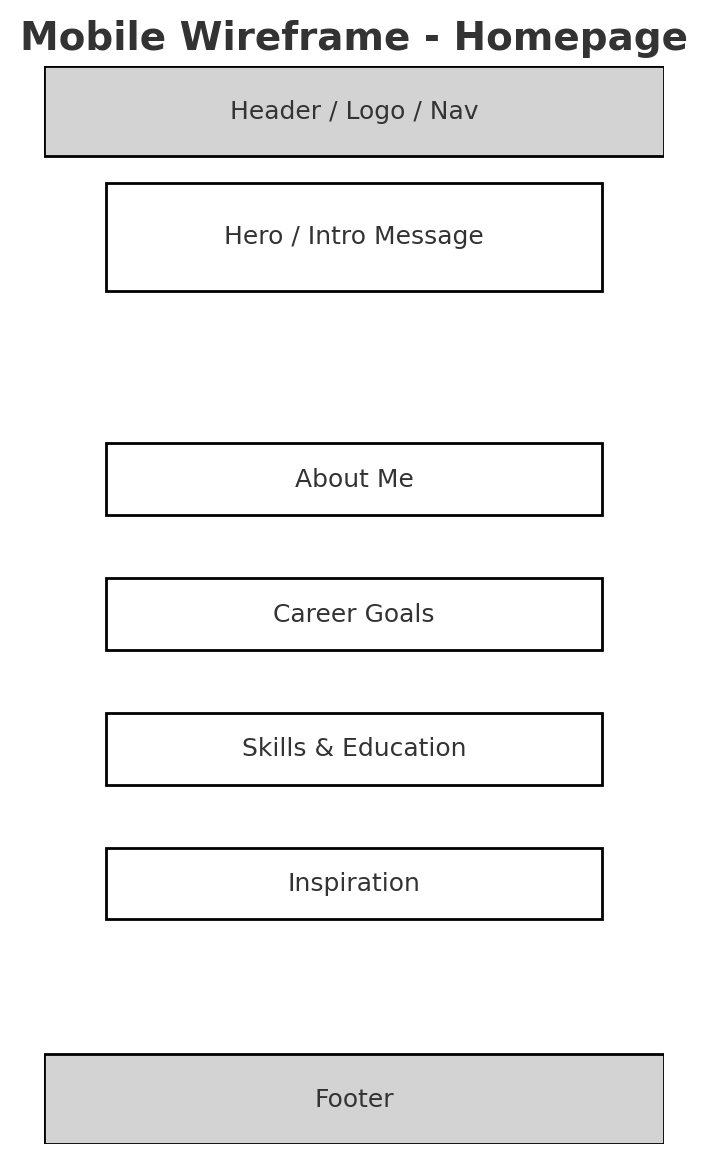 Mobile Wireframe - Homepage
Header / Logo / Nav
Hero / Intro Message
About Me
Career Goals
Skills & Education
Inspiration
Footer